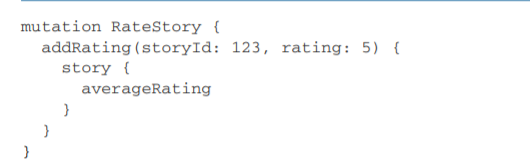 mutation RateStory {
  addRating(storyId: 123, rating: 5) {
    story {
      averageRating
    }
  }
}